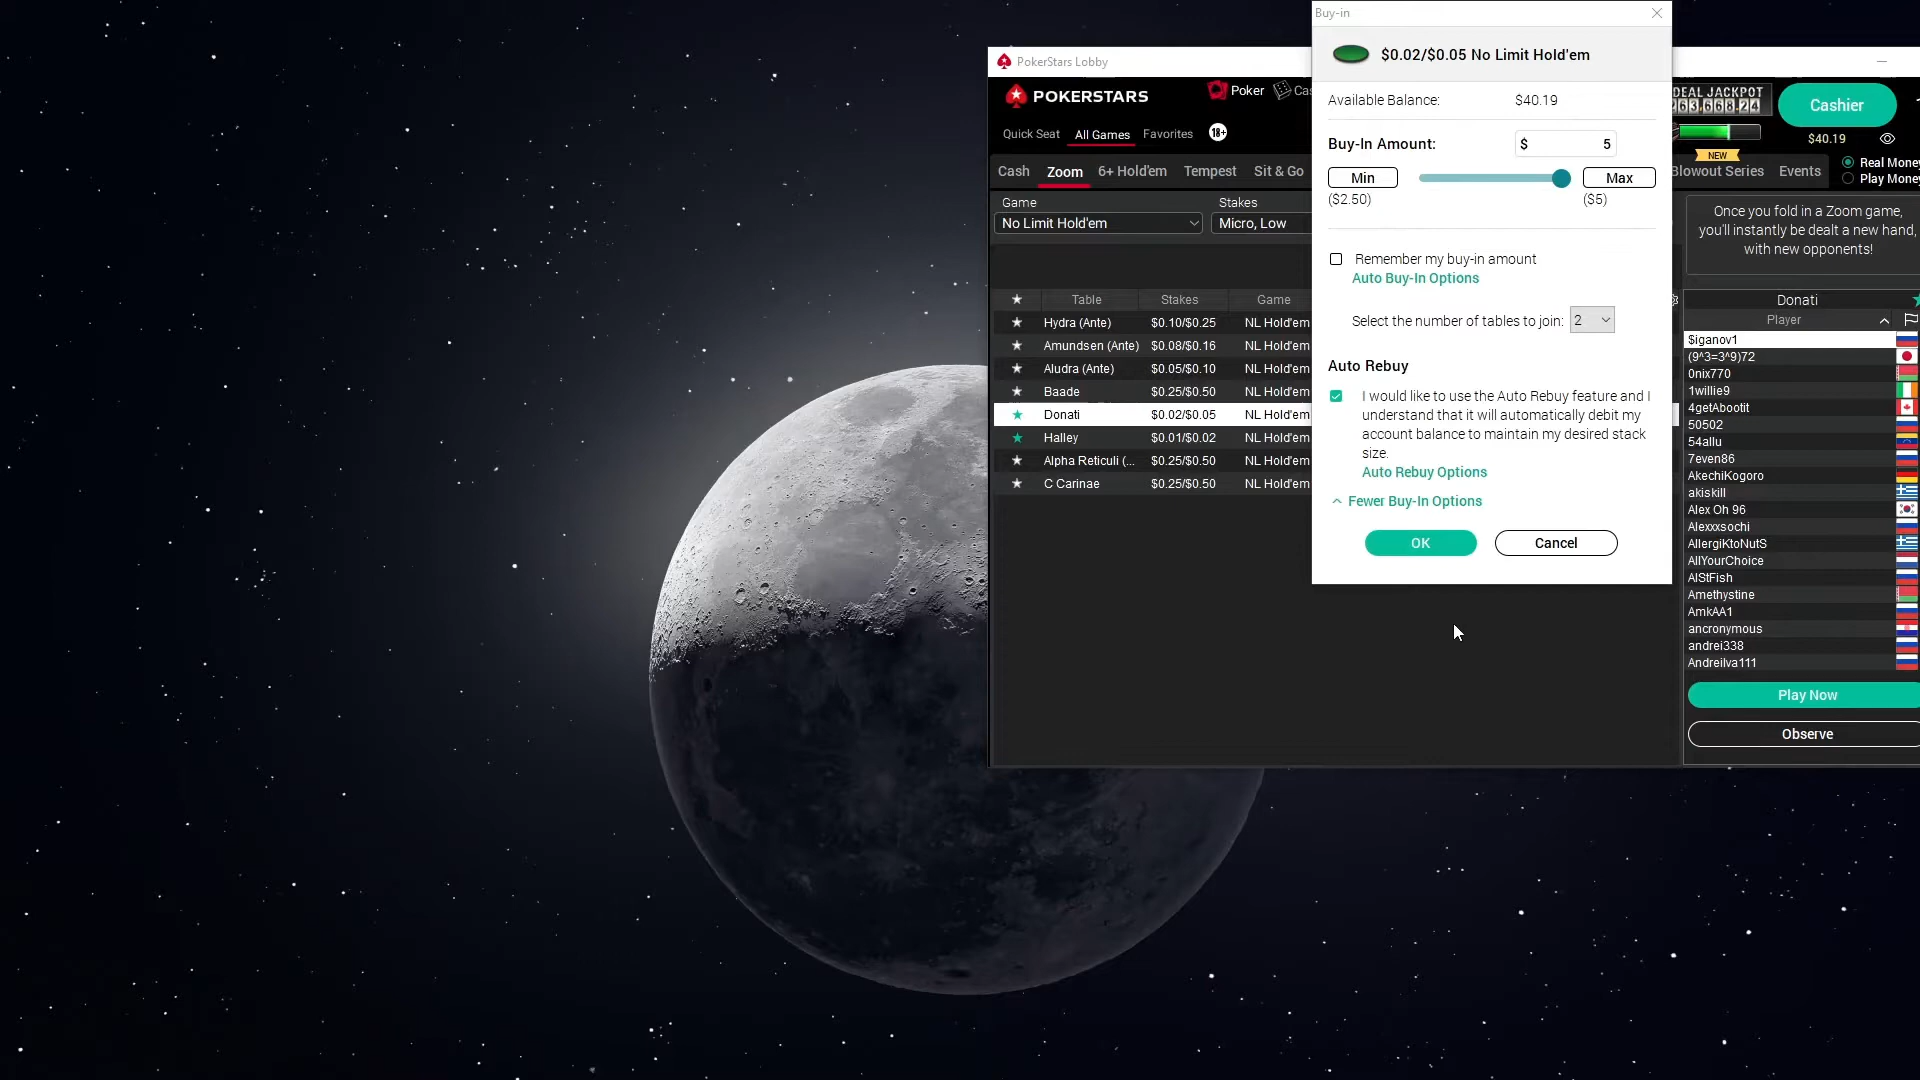 Buy-in
$0.02/$0.05 No Limit Hold'em
Available Balance: $40.19
Buy-In Amount: $ 5
Min Max
($2.50) ($5)
Remember my buy-in amount
Auto Buy-In Options
Select the number of tables to join: 2
Auto Rebuy
I would like to use the Auto Rebuy feature and I
understand that it will automatically debit my
account balance to maintain my desired stack
size.
Auto Rebuy Options
Fewer Buy-In Options
OK Cancel
PokerStars Lobby
POKERSTARS
Poker
Quick Seat All Games Favorites 18+
DEAL JACKPOT
63,668.24
Cashier
$40.19
Cash Zoom 6+ Hold'em Tempest Sit & Go
NEW
Blowout Series Events
Real Money
Play Money
Game Stakes
No Limit Hold'em Micro, Low
Table Stakes Game
Hydra (Ante) $0.10/$0.25 NL Hold'em
Amundsen (Ante) $0.08/$0.16 NL Hold'em
Aludra (Ante) $0.05/$0.10 NL Hold'em
Baade $0.25/$0.50 NL Hold'em
Donati $0.02/$0.05 NL Hold'em
Halley $0.01/$0.02 NL Hold'em
Alpha Reticuli (... $0.25/$0.50 NL Hold'em
C Carinae $0.25/$0.50 NL Hold'em
Once you fold in a Zoom game,
you'll instantly be dealt a new hand,
with new opponents!
Donati
Player
$iganov1
(9^3=3^9)72
0nix770
1willie9
4getAbootit
50502
54allu
7even86
AkechiKogoro
akiskill
Alex Oh 96
Alexxxsochi
AllergiKtoNutS
AllYourChoice
AlStFish
Amethystine
AmkAA1
ancronymous
andrei338
Andreilva111
Play Now
Observe